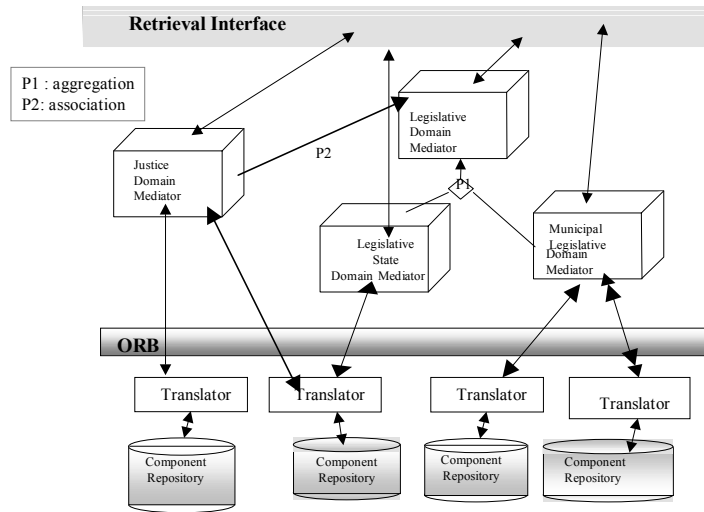 Retrieval Interface
P1 : aggregation
P2: association
Legislative
Domain
Mediator
P2
Justice
Domain
Mediator
P1
Legislative
State
Domain Mediator
Municipal
Legislative
Domain
Mediator
ORB
Translator
Translator
Translator
Translator
Component
Repository
Component
Repository
Component
Repository
Component
Repository